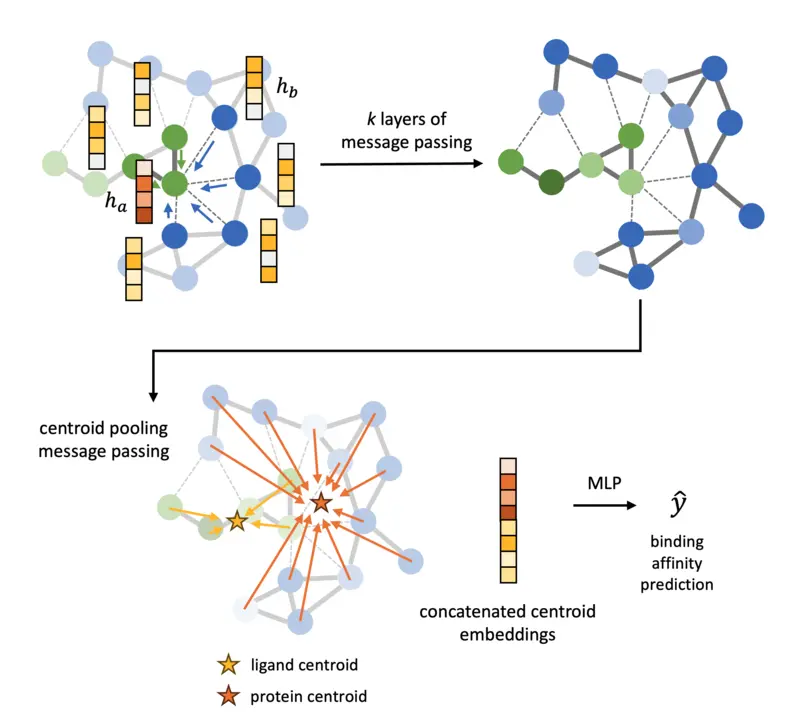 h_b
k layers of
message passing
h_a
centroid pooling
message passing
MLP
ŷ
binding
affinity
prediction
concatenated centroid
embeddings
ligand centroid
protein centroid